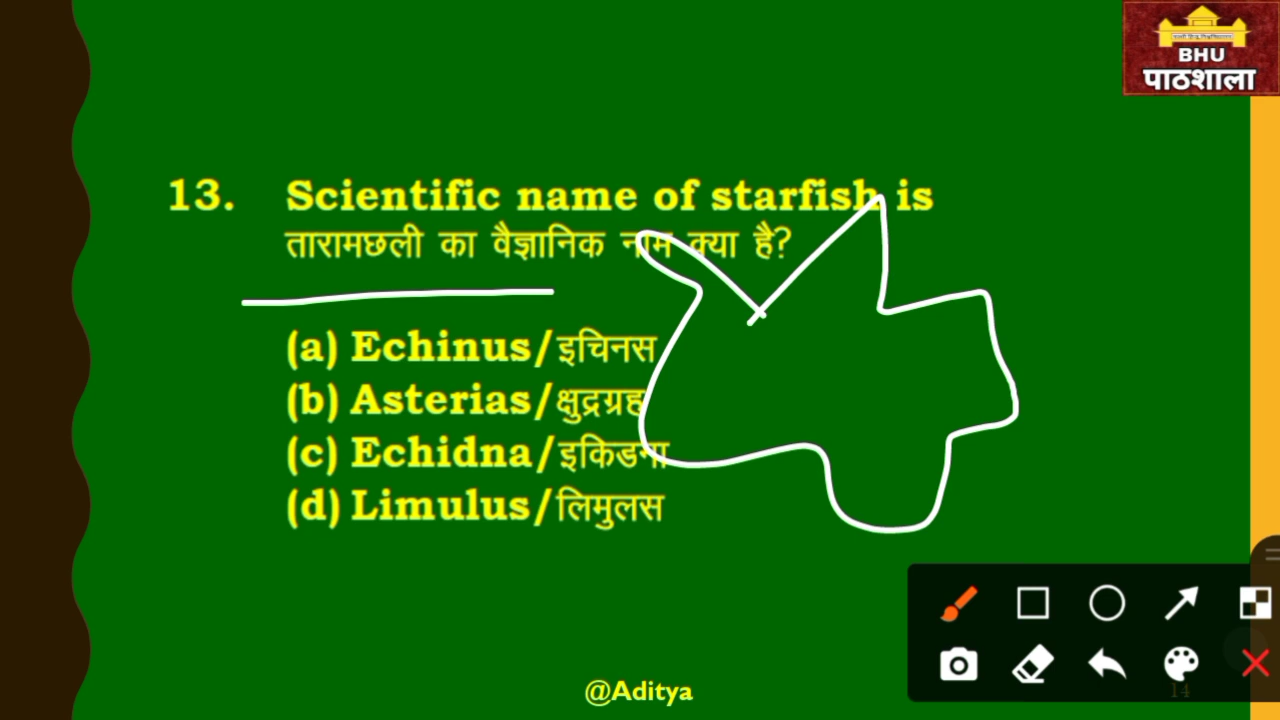 BHU
पाठशाला
13. Scientific name of starfish is
तारामछली का वैज्ञानिक नाम क्या है?
(a) Echinus/इचिनस
(b) Asterias/क्षुद्रग्रह
(c) Echidna/इकिडना
(d) Limulus/लिमुलस
@Aditya
14